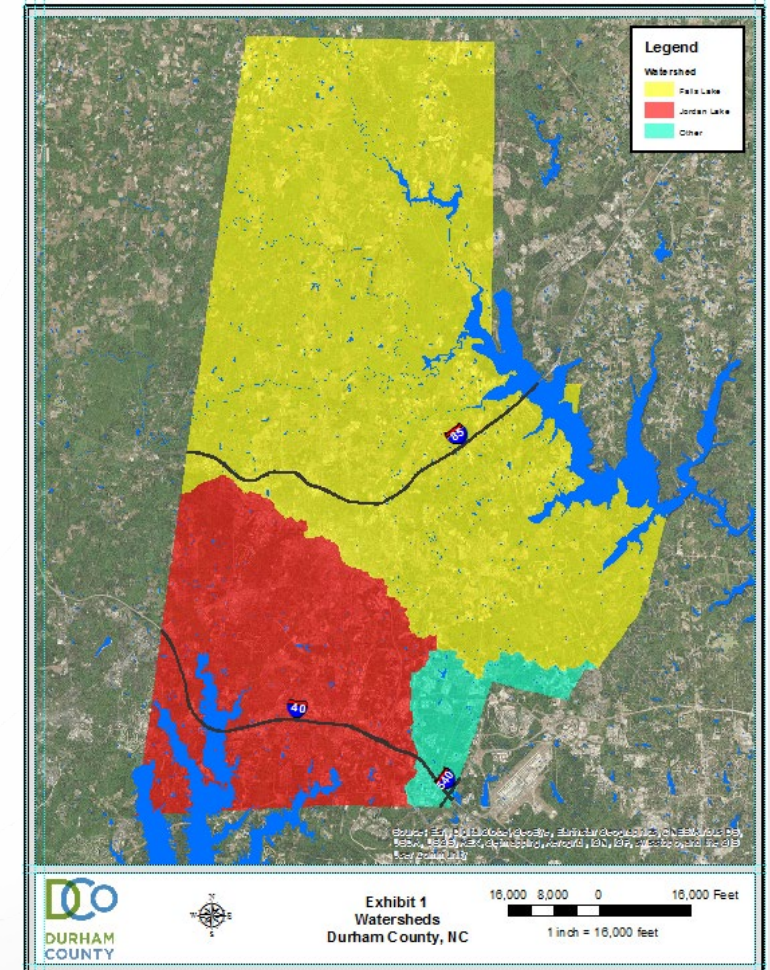 Legend
Watershed
Falls Lake
Jordan Lake
Other
85
40
540
DCo
DURHAM
COUNTY
N
W E
S
Exhibit 1
Watersheds
Durham County, NC
16,000 8,000 0 16,000 Feet
1 inch = 16,000 feet